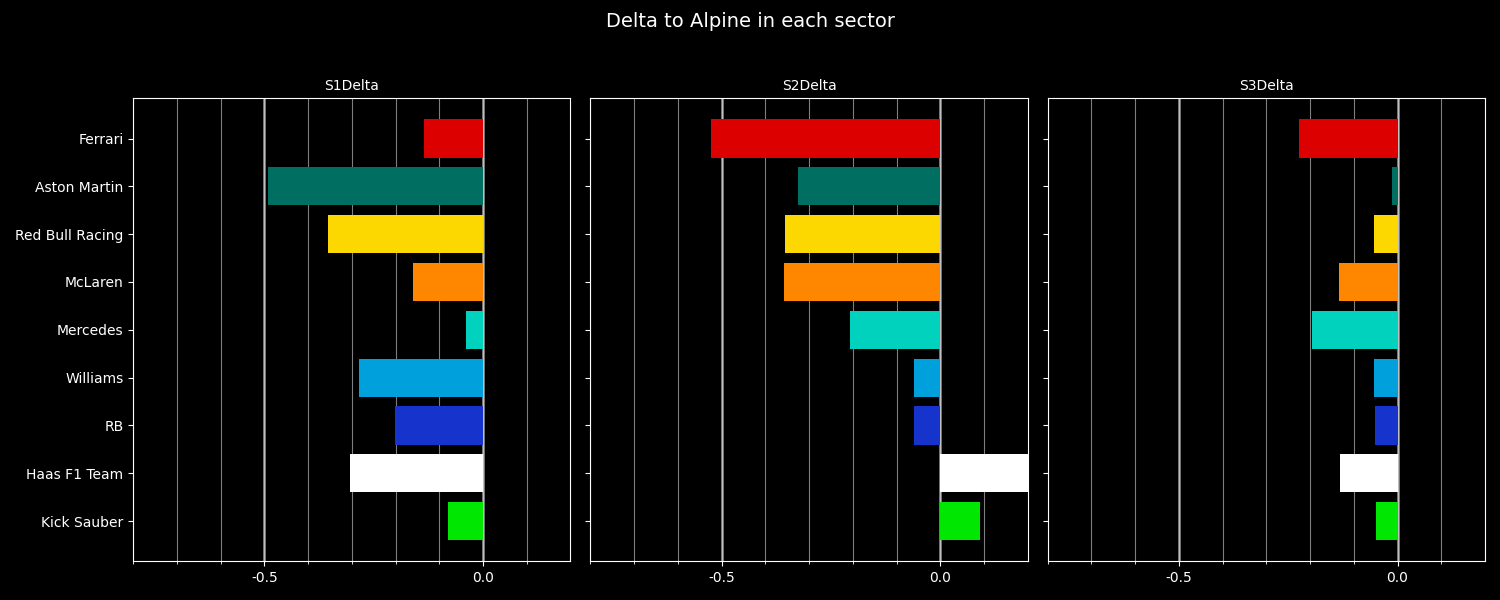 Delta to Alpine in each sector
S1Delta
S2Delta
S3Delta
Ferrari
Aston Martin
Red Bull Racing
McLaren
Mercedes
Williams
RB
Haas F1 Team
Kick Sauber
-0.5
0.0
-0.5
0.0
-0.5
0.0